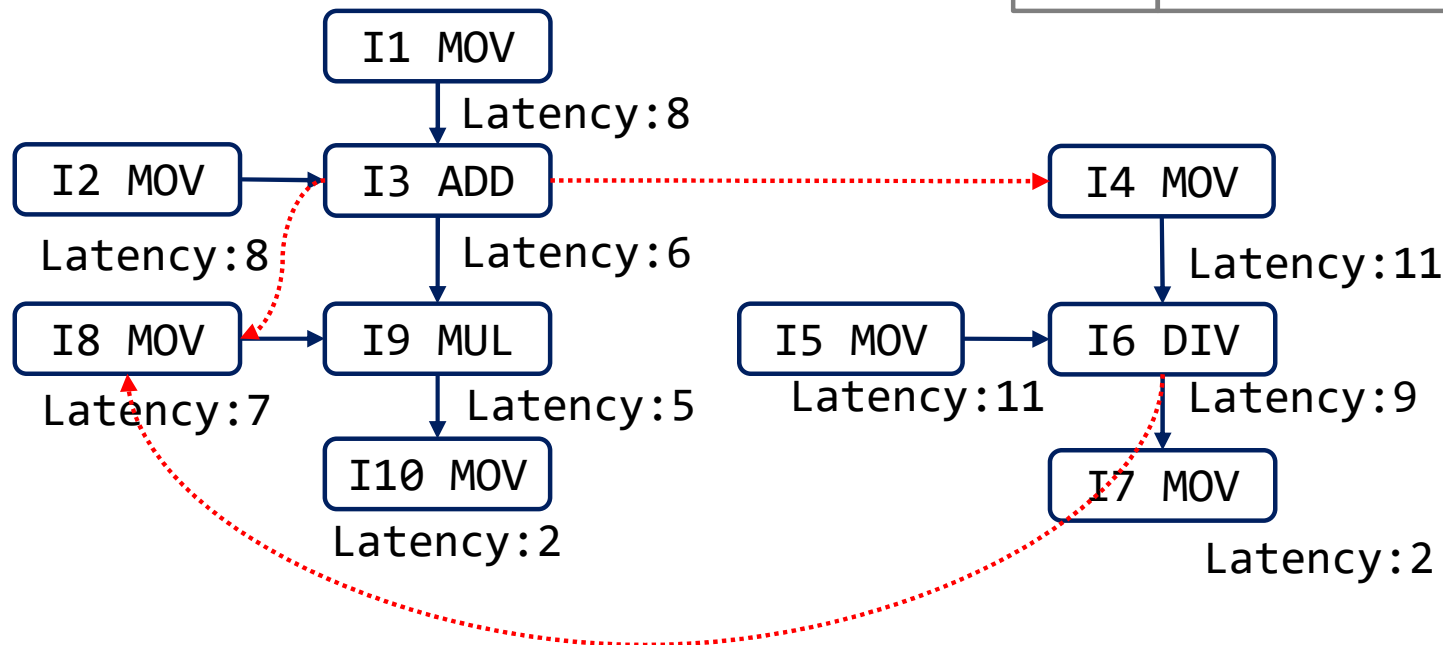 I1 MOV
Latency:8
I2 MOV
I3 ADD
I4 MOV
Latency:8
Latency:6
Latency:11
I8 MOV
I9 MUL
I5 MOV
I6 DIV
Latency:7
Latency:5
Latency:11
Latency:9
I10 MOV
I7 MOV
Latency:2
Latency:2